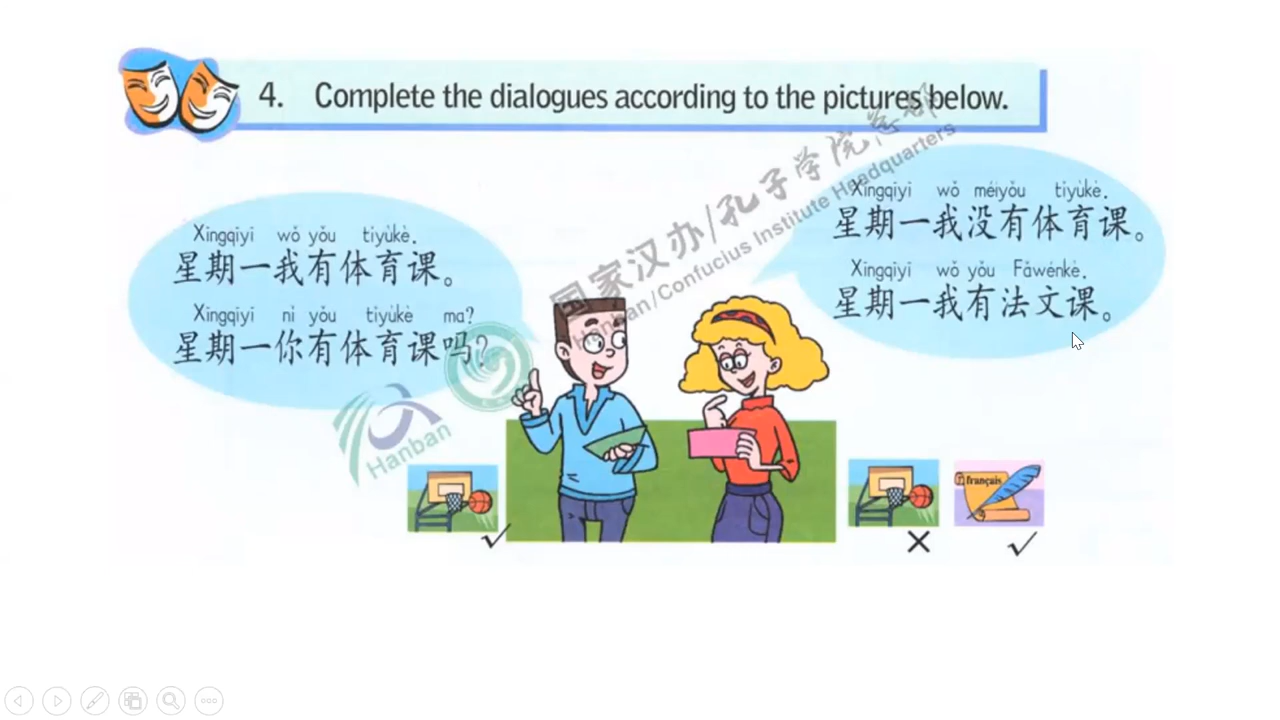 4. Complete the dialogues according to the pictures below.
Xīngqīyī wǒ yǒu tǐyùkè.
星期一我有体育课。
Xīngqīyī nǐ yǒu tǐyùkè ma?
星期一你有体育课吗?
Xīngqīyī wǒ méiyǒu tǐyùkè.
星期一我没有体育课。
Xīngqīyī wǒ yǒu Fǎwénkè.
星期一我有法文课。
国家汉办/孔子学院总部
Hanban/Confucius Institute Headquarters
Hanban
français